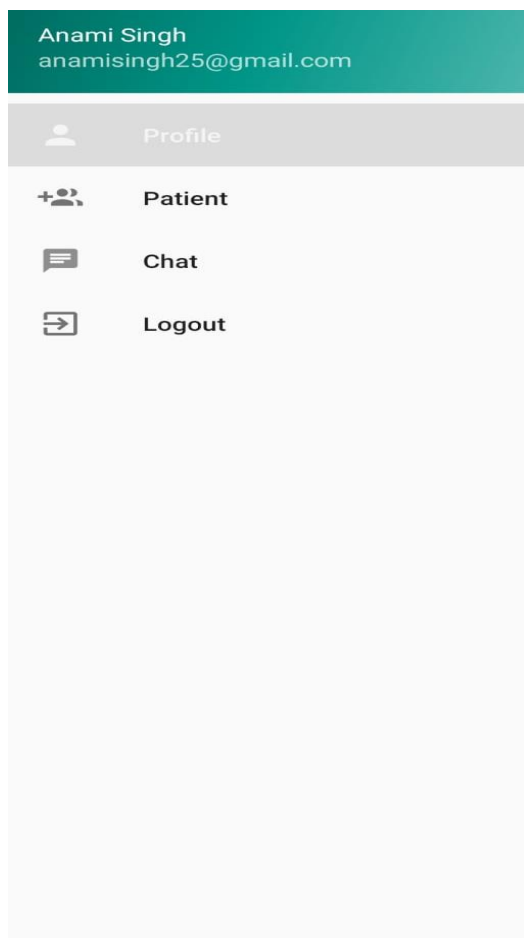 Anami Singh
anamisingh25@gmail.com
Profile
Patient
Chat
Logout